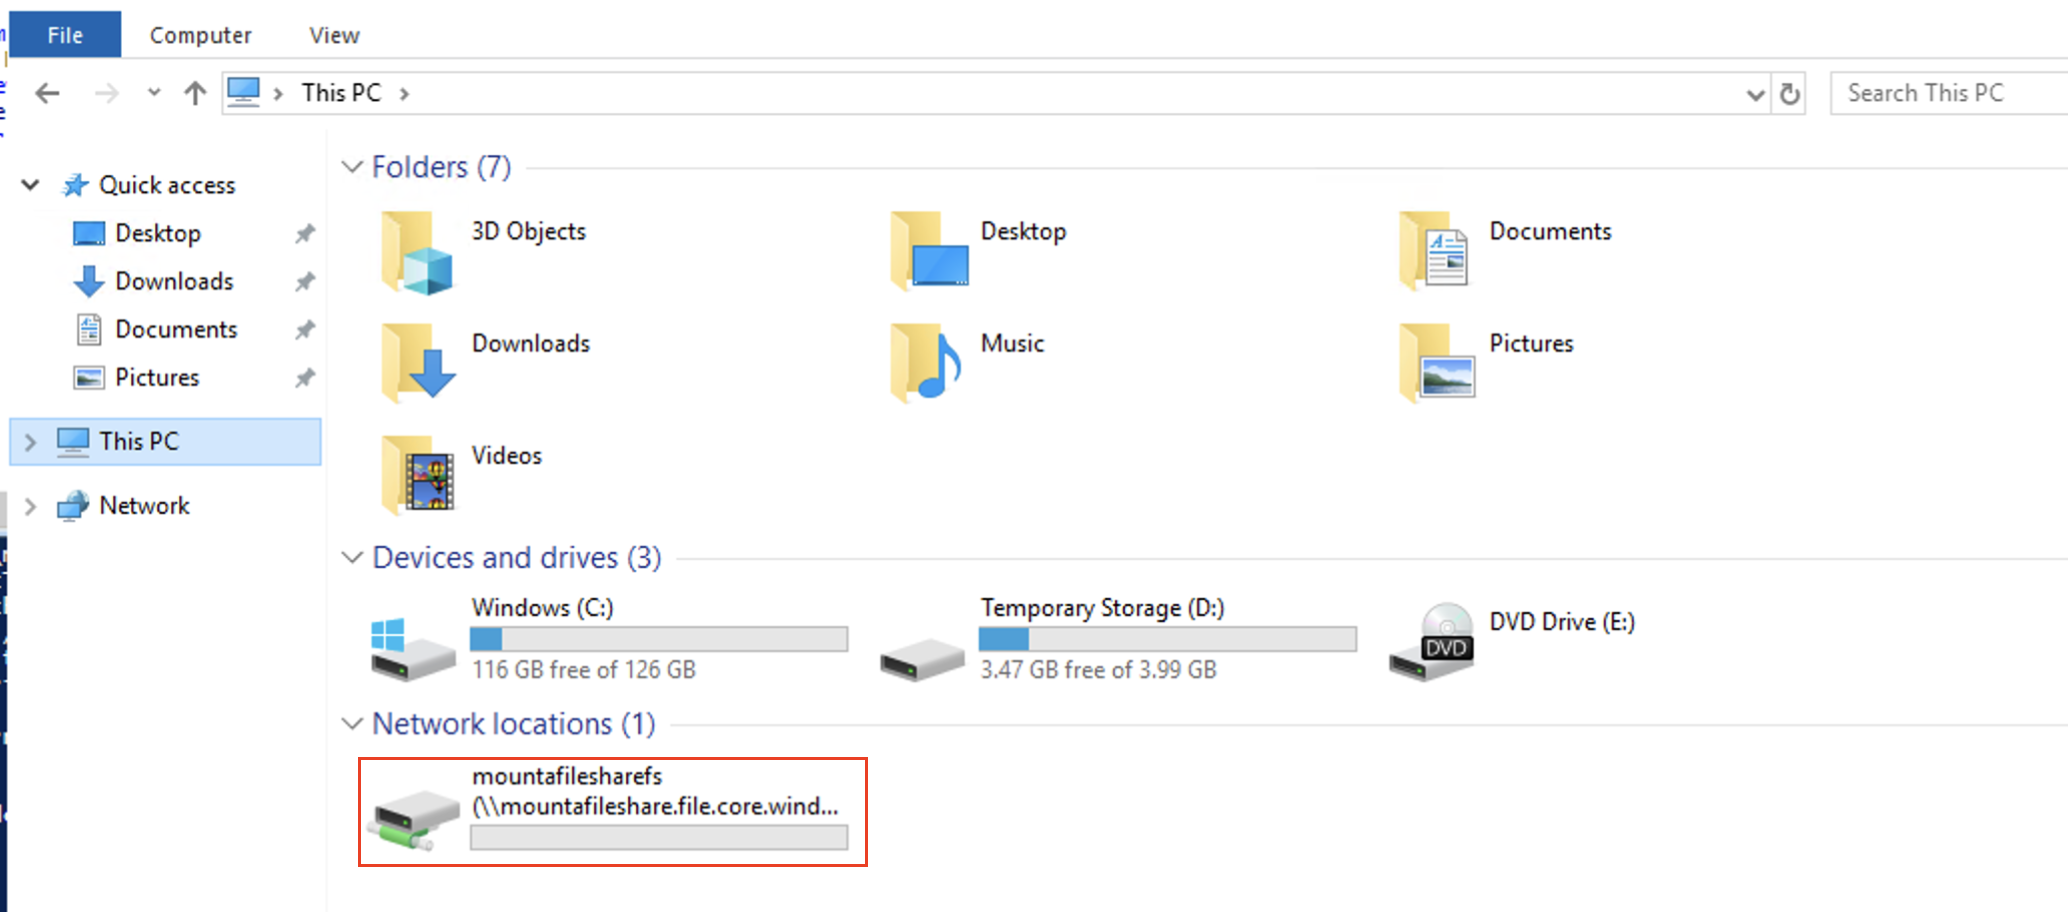 File Computer View
This PC
Search This PC
Quick access
Desktop
Downloads
Documents
Pictures
This PC
Network
Folders (7)
3D Objects
Desktop
Documents
Downloads
Music
Pictures
Videos
Devices and drives (3)
Windows (C:)
116 GB free of 126 GB
Temporary Storage (D:)
3.47 GB free of 3.99 GB
DVD
DVD Drive (E:)
Network locations (1)
mountafilesharefs
(\\mountafileshare.file.core.wind...